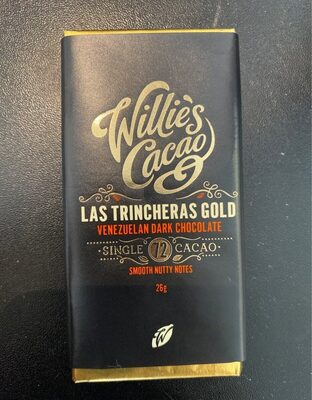 Willie's
Cacao
LAS TRINCHERAS GOLD
VENEZUELAN DARK CHOCOLATE
SINGLE 72 CACAO
SMOOTH NUTTY NOTES
26g
W